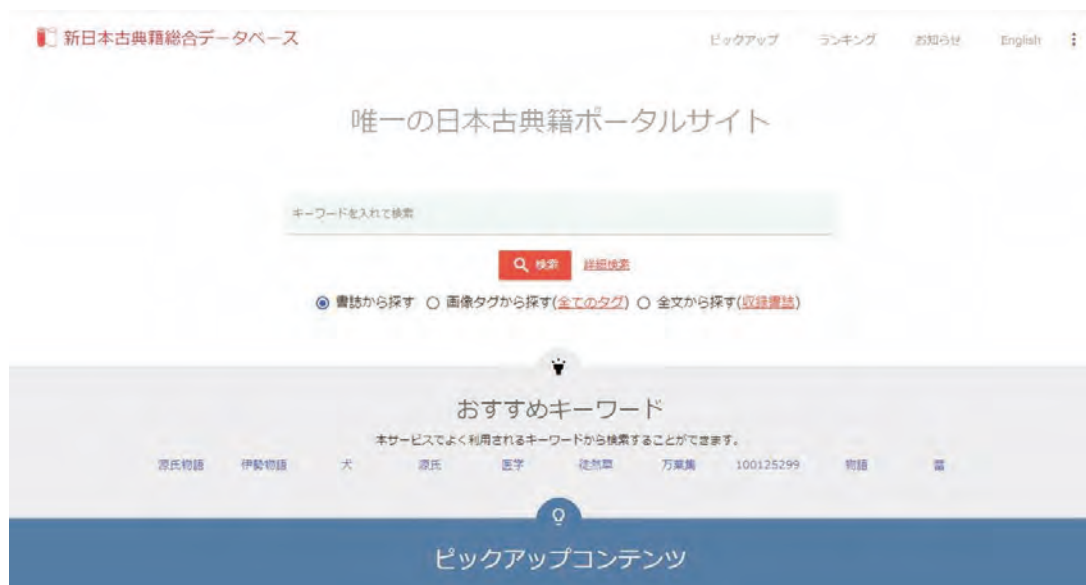 新日本古典籍総合データベース
ピックアップ ランキング お知らせ English
唯一の日本古典籍ポータルサイト
キーワードを入れて検索
検索 詳細検索
書誌から探す 画像タグから探す(全てのタグ) 全文から探す(収録書誌)
おすすめキーワード
本サービスでよく利用されるキーワードから検索することができます。
源氏物語 伊勢物語 犬 源氏 医学 徒然草 万葉集 100125299 物語
ピックアップコンテンツ